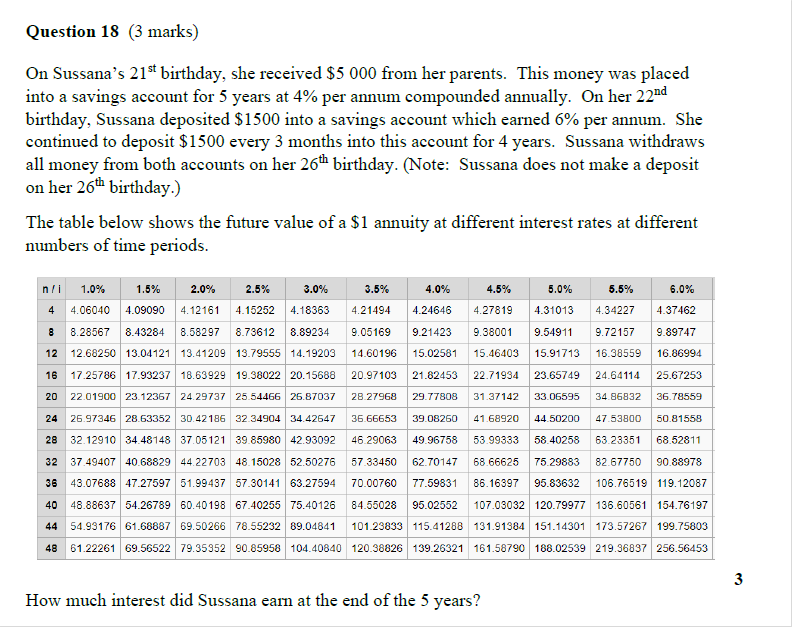 Question 18 (3 marks)
On Sussana's 21st birthday, she received $5 000 from her parents. This money was placed
into a savings account for 5 years at 4% per annum compounded annually. On her 22nd
birthday, Sussana deposited $1500 into a savings account which earned 6% per annum. She
continued to deposit $1500 every 3 months into this account for 4 years. Sussana withdraws
all money from both accounts on her 26th birthday. (Note: Sussana does not make a deposit
on her 26th birthday.)
The table below shows the future value of a $1 annuity at different interest rates at different
numbers of time periods.
n / i 1.0% 1.5% 2.0% 2.5% 3.0% 3.5% 4.0% 4.5% 5.0% 5.5% 6.0%
4 4.06040 4.09090 4.12161 4.15252 4.18363 4.21494 4.24646 4.27819 4.31013 4.34227 4.37462
8 8.28567 8.43284 8.58297 8.73612 8.89234 9.05169 9.21423 9.38001 9.54911 9.72157 9.89747
12 12.68250 13.04121 13.41209 13.79555 14.19203 14.60196 15.02581 15.46403 15.91713 16.38559 16.86994
16 17.25786 17.93237 18.63929 19.38022 20.15688 20.97103 21.82453 22.71934 23.65749 24.64114 25.67253
20 22.01900 23.12367 24.29737 25.54466 26.87037 28.27968 29.77808 31.37142 33.06595 34.86832 36.78559
24 26.97346 28.63352 30.42186 32.34904 34.42647 36.66653 39.08260 41.68920 44.50200 47.53800 50.81558
28 32.12910 34.48148 37.05121 39.85980 42.93092 46.29063 49.96758 53.99333 58.40258 63.23351 68.52811
32 37.49407 40.68829 44.22703 48.15028 52.50276 57.33450 62.70147 68.66625 75.29883 82.67750 90.88978
36 43.07688 47.27597 51.99437 57.30141 63.27594 70.00760 77.59831 86.16397 95.83632 106.76519 119.12087
40 48.88637 54.26789 60.40198 67.40255 75.40126 84.55028 95.02552 107.03032 120.79977 136.60561 154.76197
44 54.93176 61.68887 69.50266 78.55232 89.04841 101.23833 115.41288 131.91384 151.14301 173.57267 199.75803
48 61.22261 69.56522 79.35352 90.85958 104.40840 120.38826 139.26321 161.58790 188.02539 219.36837 256.56453
3
How much interest did Sussana earn at the end of the 5 years?